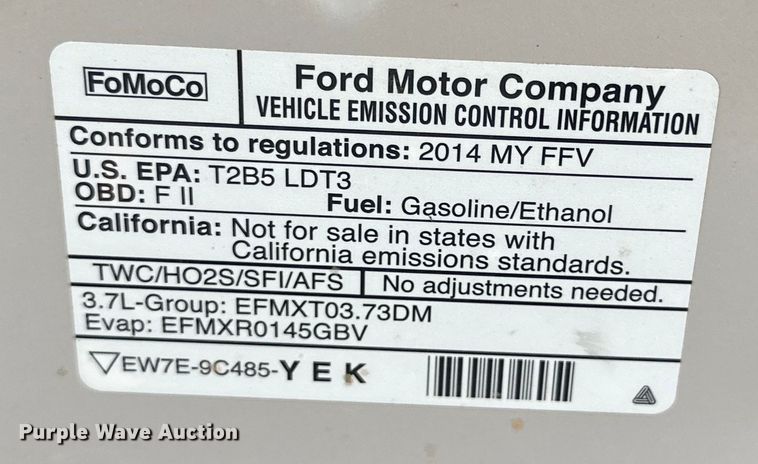 FoMoCo
Ford Motor Company
VEHICLE EMISSION CONTROL INFORMATION
Conforms to regulations: 2014 MY FFV
U.S. EPA: T2B5 LDT3
OBD: F II Fuel: Gasoline/Ethanol
California: Not for sale in states with
California emissions standards.
TWC/HO2S/SFI/AFS No adjustments needed.
3.7L-Group: EFMXT03.73DM
Evap: EFMXR0145GBV
EW7E-9C485-Y E K
Purple Wave Auction